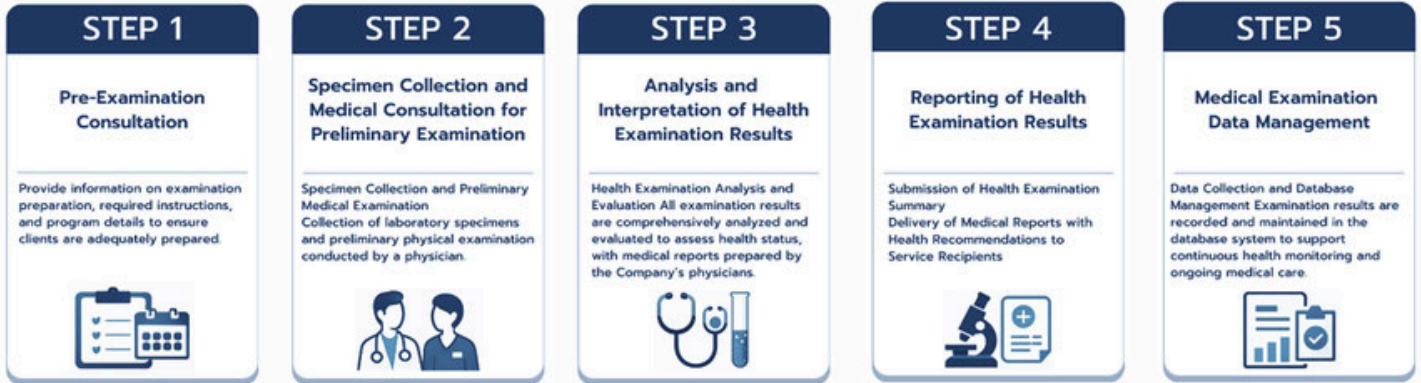 STEP 1
Pre-Examination
Consultation
Provide information on examination
preparation, required instructions,
and program details to ensure
clients are adequately prepared.
STEP 2
Specimen Collection and
Medical Consultation for
Preliminary Examination
Specimen Collection and Preliminary
Medical Examination
Collection of laboratory specimens
and preliminary physical examination
conducted by a physician.
STEP 3
Analysis and
Interpretation of Health
Examination Results
Health Examination Analysis and
Evaluation All examination results
are comprehensively analyzed and
evaluated to assess health status,
with medical reports prepared by
the Company's physicians.
STEP 4
Reporting of Health
Examination Results
Submission of Health Examination
Summary
Delivery of Medical Reports with
Health Recommendations to
Service Recipients
STEP 5
Medical Examination
Data Management
Data Collection and Database
Management Examination results are
recorded and maintained in the
database system to support
continuous health monitoring and
ongoing medical care.